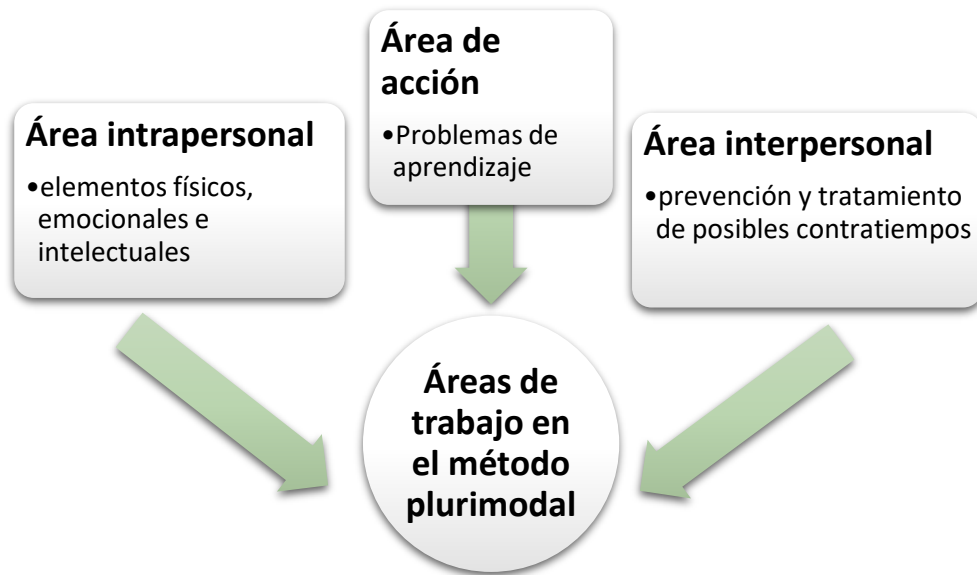 Área intrapersonal
•elementos físicos,
emocionales e
intelectuales
Área de
acción
•Problemas de
aprendizaje
Área interpersonal
•prevención y tratamiento
de posibles contratiempos
Áreas de
trabajo en
el método
plurimodal